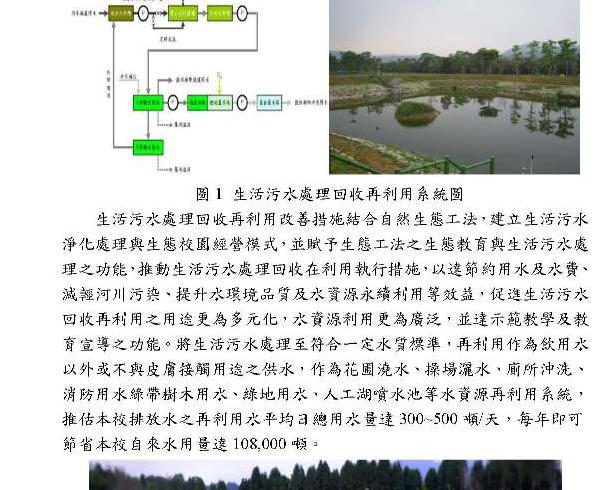 圖 1 生活污水處理回收再利用系統圖
生活污水處理回收再利用改善措施結合自然生態工法，建立生活污水
淨化處理與生態校園經營模式，並賦予生態工法之生態教育與生活污水處
理之功能，推動生活污水處理回收在利用執行措施，以達節約用水及水費、
減輕河川污染、提升水環境品質及水資源永續利用等效益，促進生活污水
回收再利用之用途更為多元化，水資源利用更為廣泛，並達示範教學及教
育宣導之功能。將生活污水處理至符合一定水質標準，再利用作為飲用水
以外或不與皮膚接觸用途之供水，作為花圃澆水、操場灑水、廁所沖洗、
消防用水綠帶樹木用水、綠地用水、人工湖噴水池等水資源再利用系統，
推估本校排放水之再利用水平均日總用水量達 300~500 噸/天，每年即可
節省本校自來水用量達 108,000 噸。